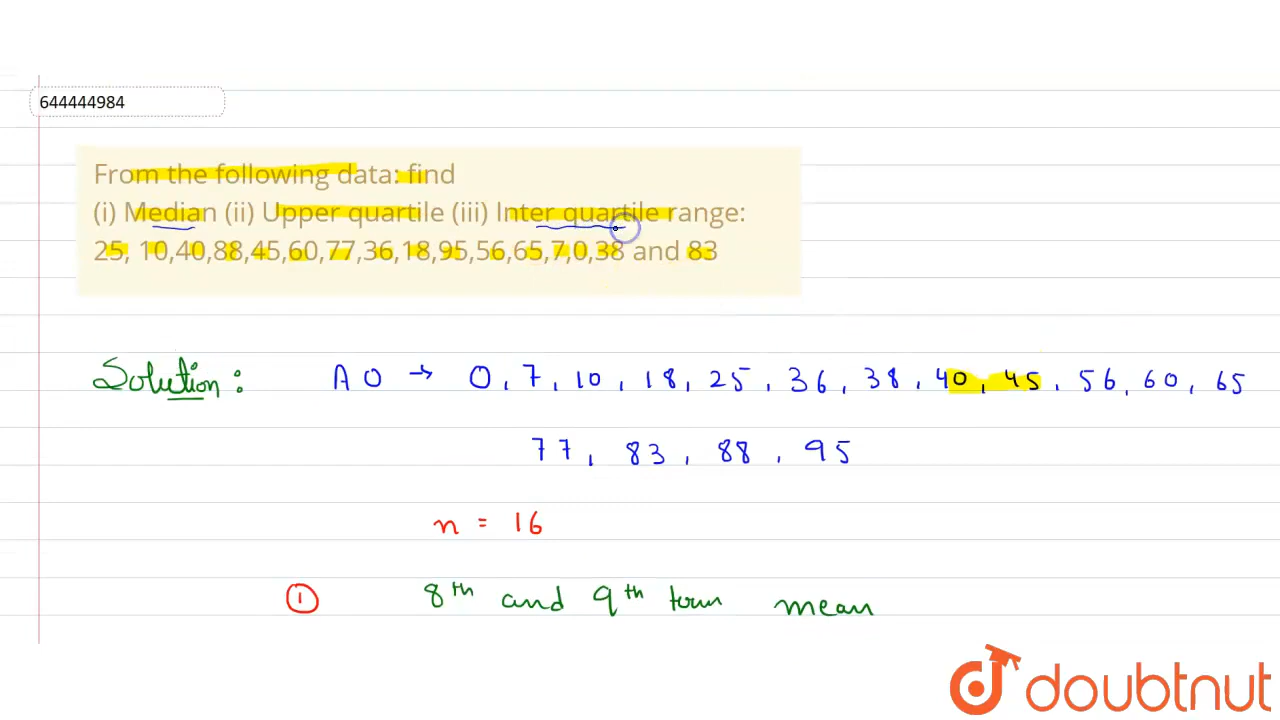 644444984
From the following data: find
(i) Median (ii) Upper quartile (iii) Inter quartile range:
25, 10,40,88,45,60,77,36,18,95,56,65,7,0,38 and 83
Solution: AO → 0, 7, 10, 18, 25, 36, 38, 40, 45, 56, 60, 65
77, 83, 88, 95
n = 16
1 8th and 9th term mean
doubtnut